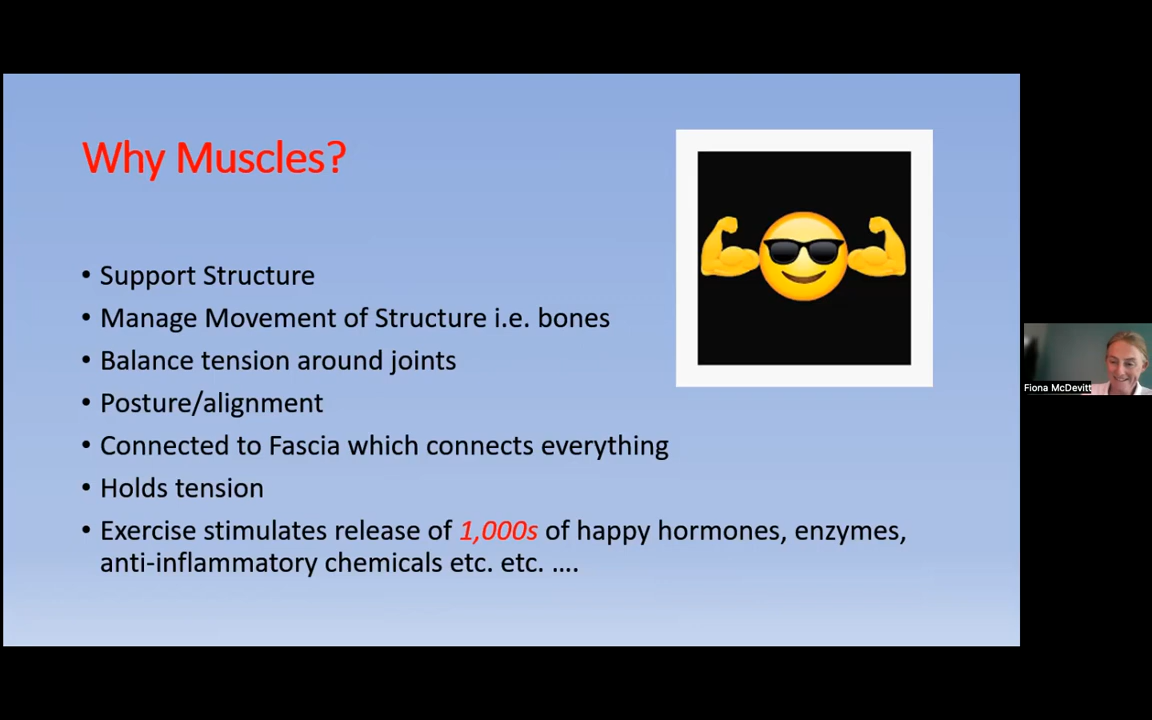 Why Muscles?
• Support Structure
• Manage Movement of Structure i.e. bones
• Balance tension around joints
• Posture/alignment
• Connected to Fascia which connects everything
• Holds tension
• Exercise stimulates release of 1,000s of happy hormones, enzymes,
anti-inflammatory chemicals etc. etc. ....
Fiona McDevitt